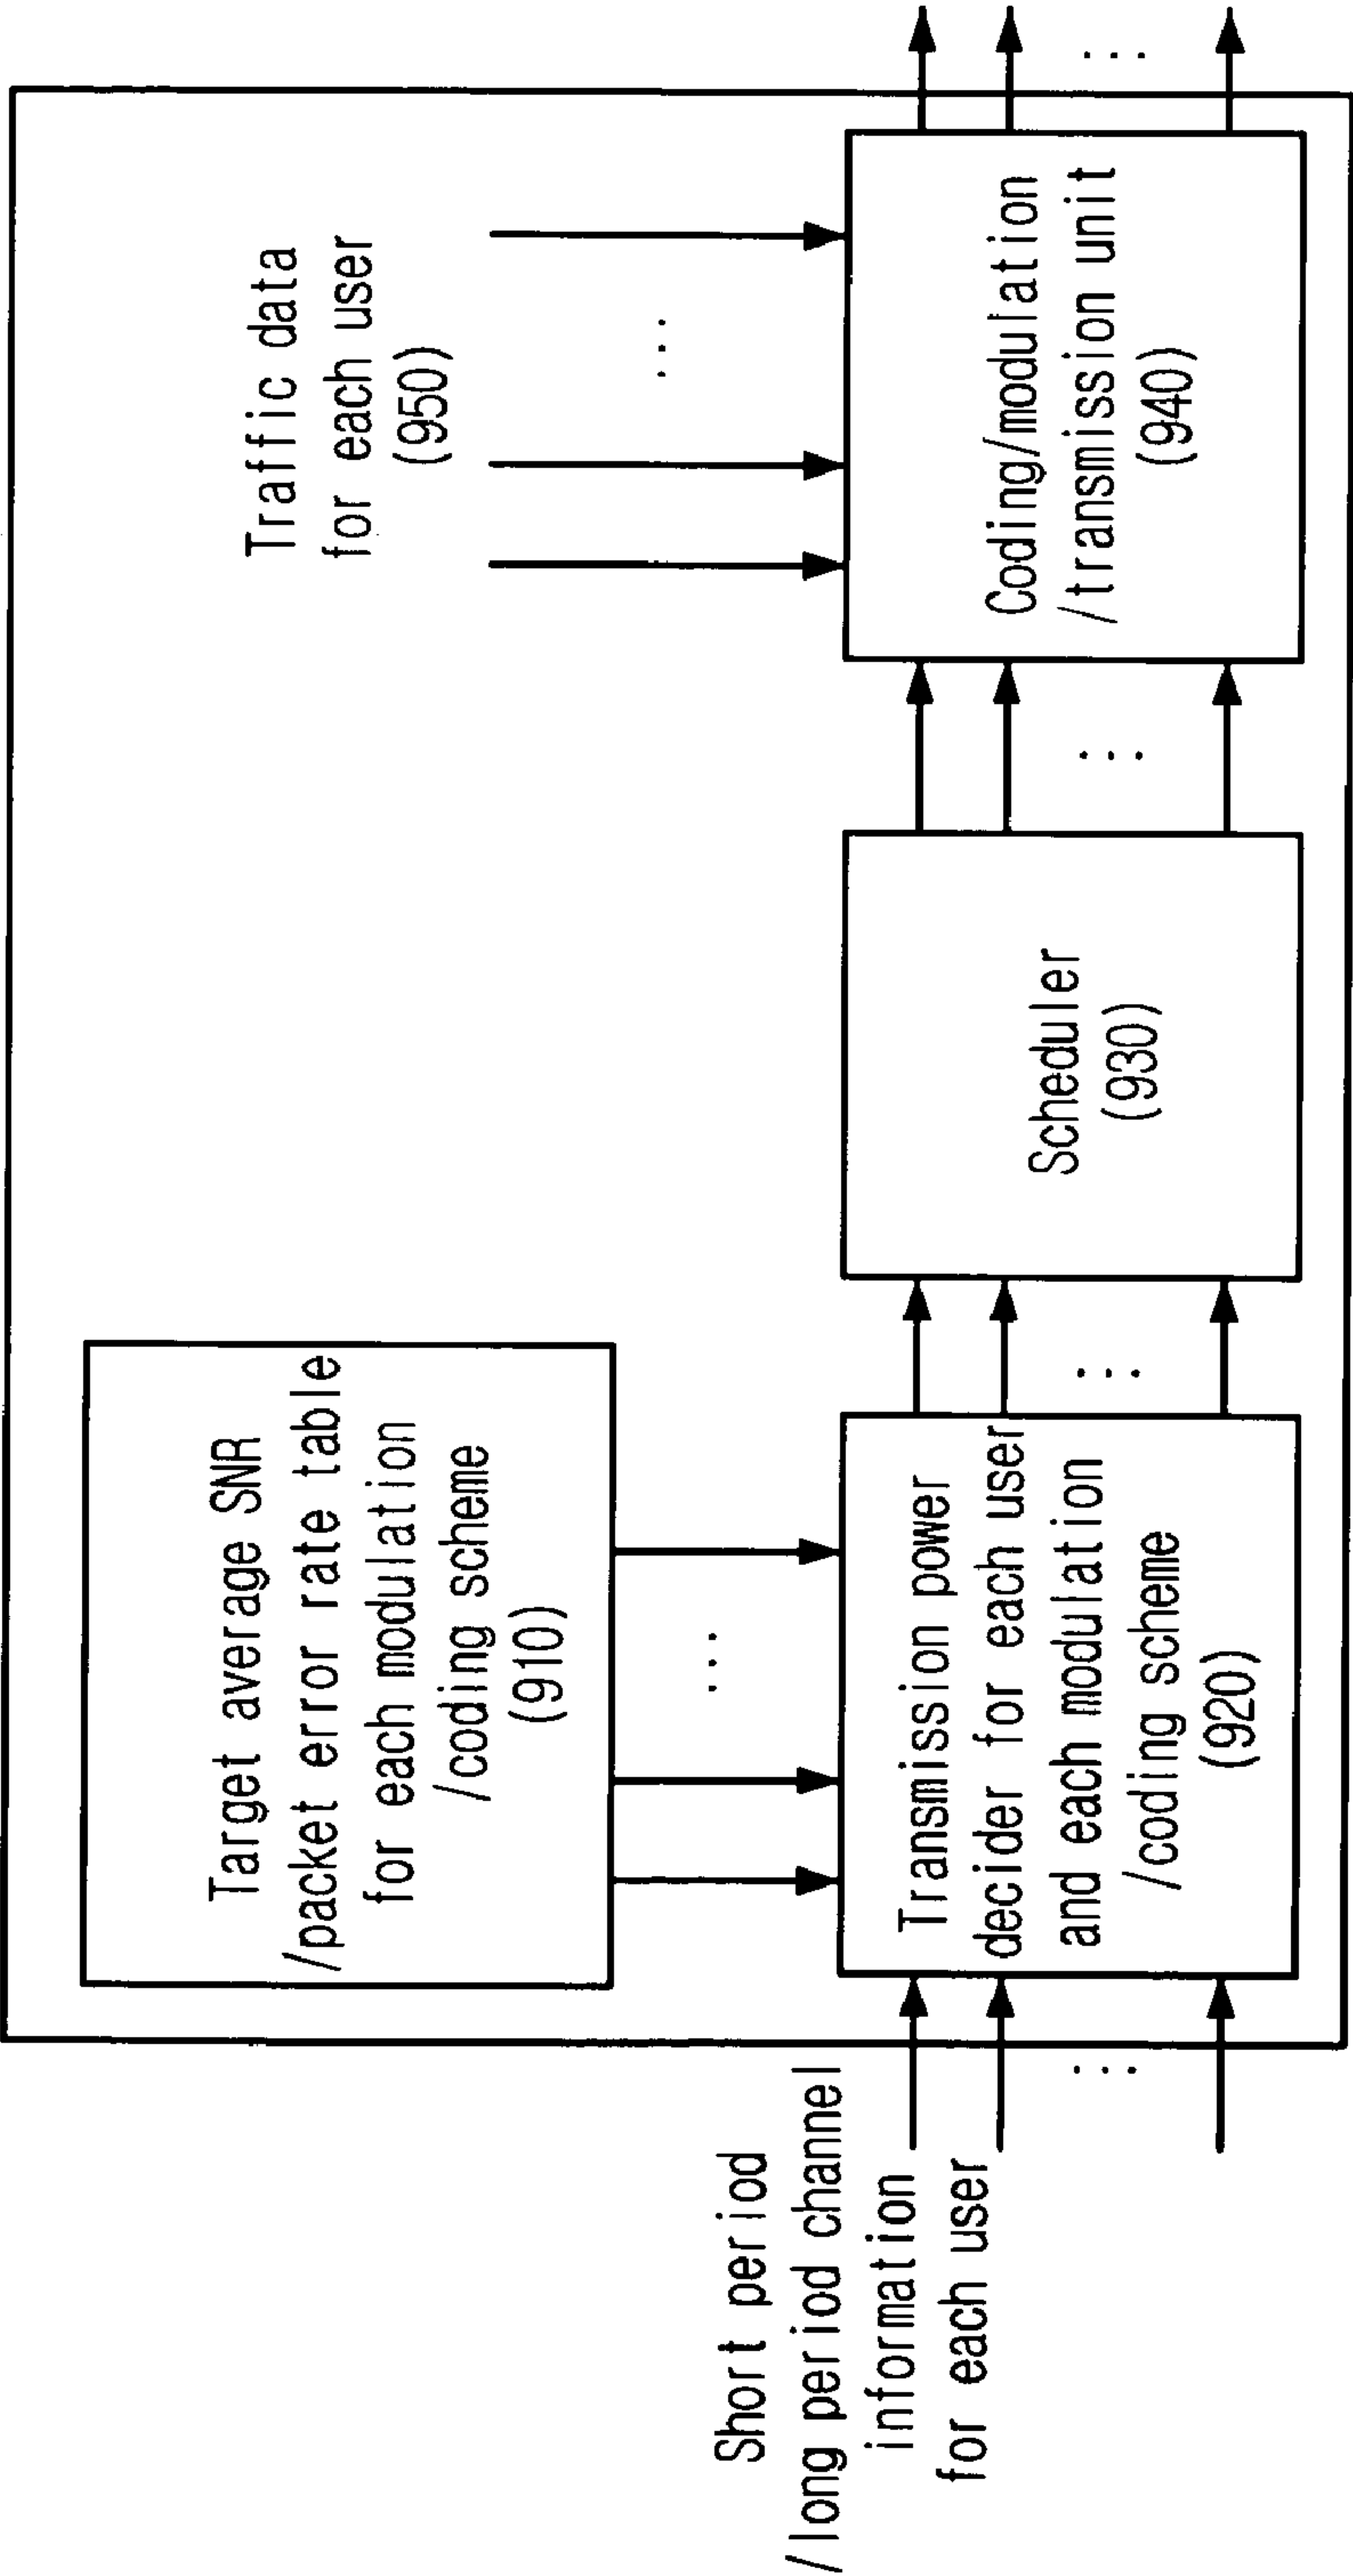 Target average SNR
/packet error rate table
for each modulation
/coding scheme
(910)
Traffic data
for each user
(950)
Short period
/long period channel
information
for each user
Transmission power
decider for each user
and each modulation
/coding scheme
(920)
Scheduler
(930)
Coding/modulation
/transmission unit
(940)